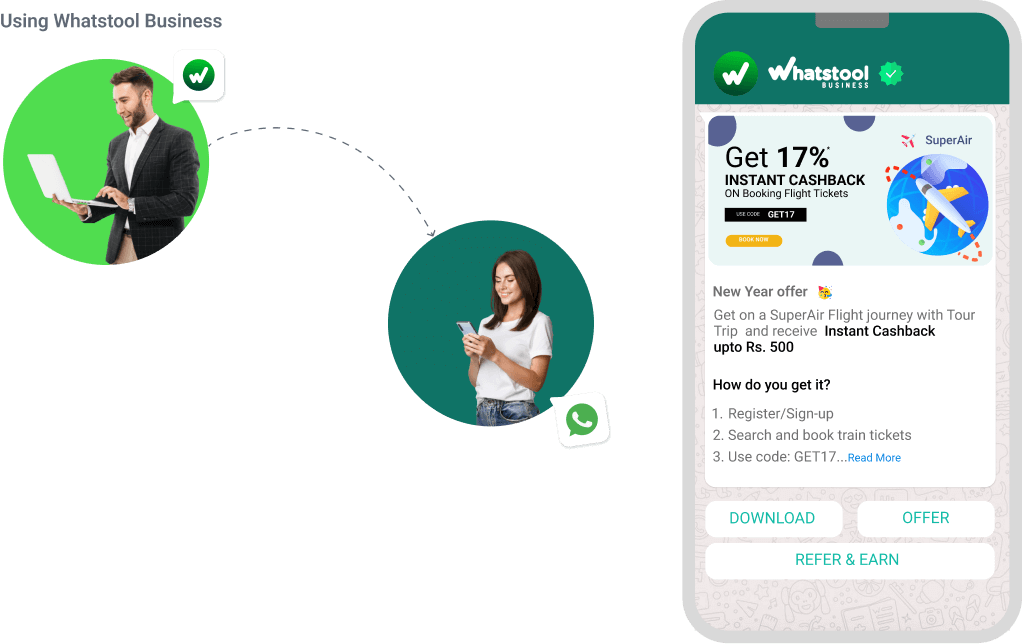 Using Whatstool Business
Whatstool
BUSINESS
SuperAir
Get 17%*
INSTANT CASHBACK
ON Booking Flight Tickets
USE CODE GET17
BOOK NOW
New Year offer
Get on a SuperAir Flight journey with Tour
Trip and receive Instant Cashback
upto Rs. 500
How do you get it?
1. Register/Sign-up
2. Search and book train tickets
3. Use code: GET17...Read More
DOWNLOAD
OFFER
REFER & EARN